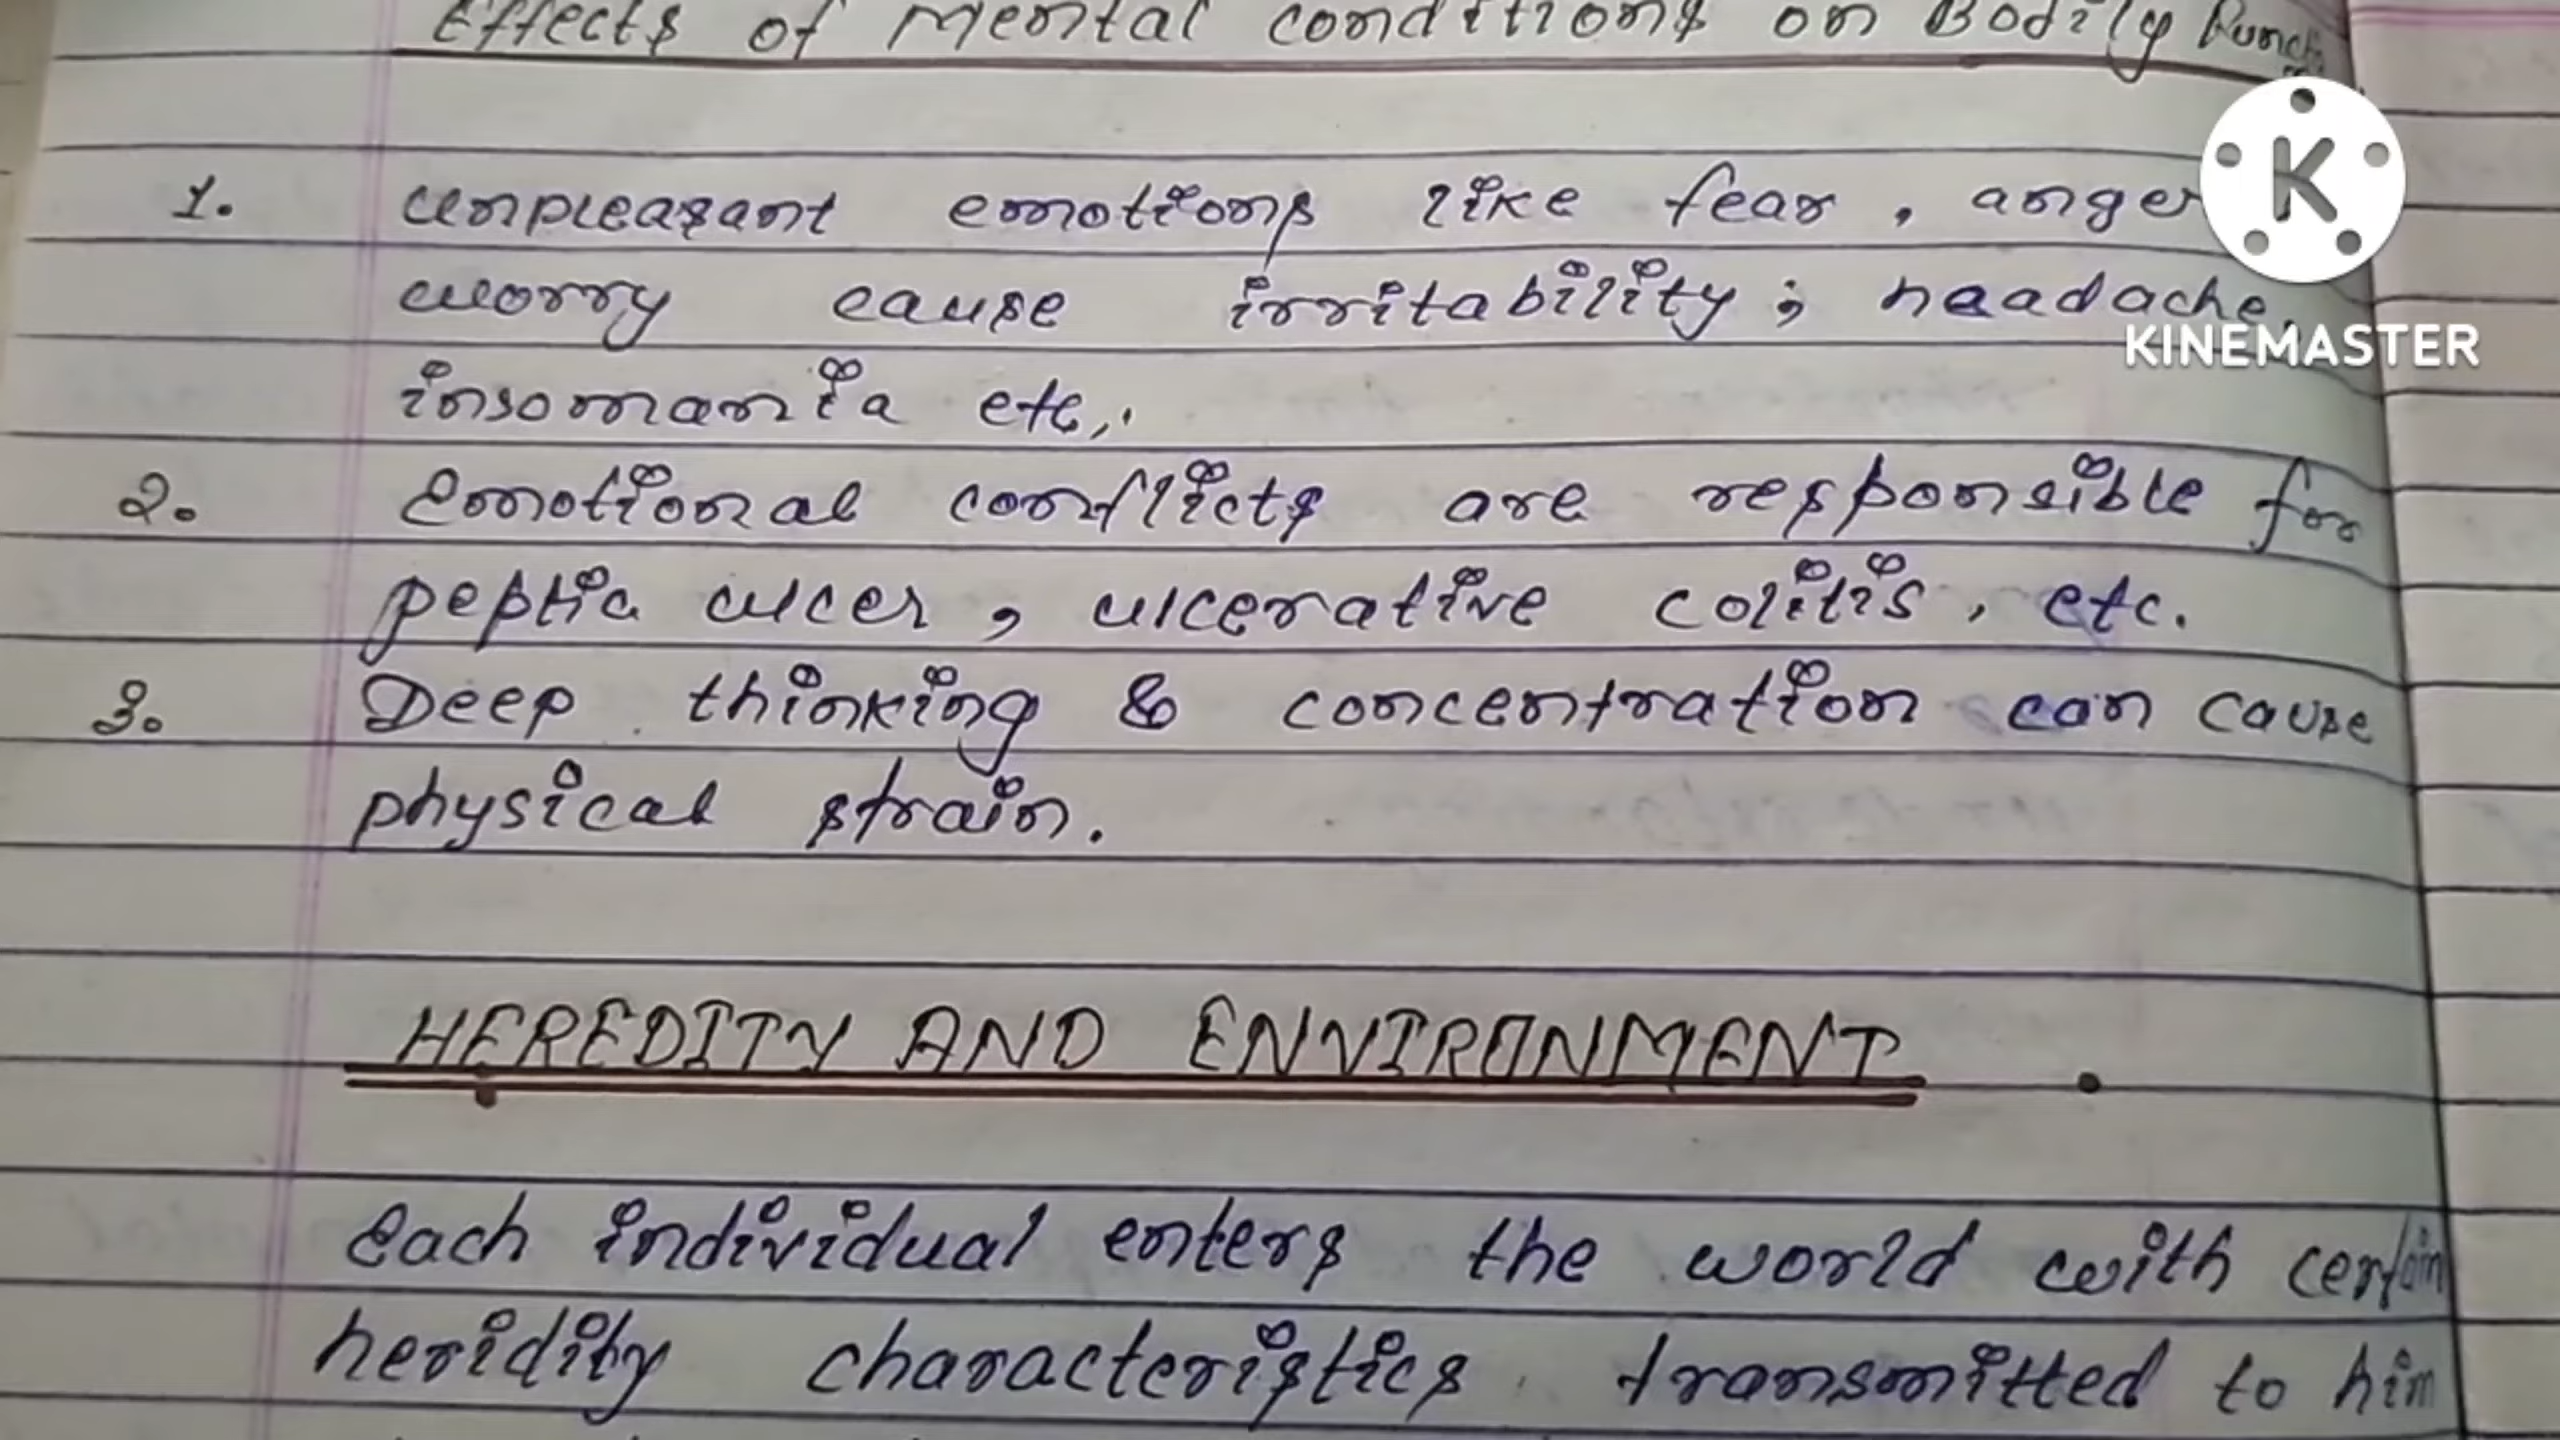 Effects of Mental conditions on Bodily Funct
1. unpleasant emotions like fear, anger
worry cause irritability; headache,
insomania etc,.
2. Emotional conflicts are responsible for
peptic ulcer, ulcerative colitis, etc.
3. Deep thinking & concentration can cause
physical strain.
HEREDITY AND ENVIRONMENT
Each individual enters the world with certain
heridity characteristics transmitted to him
K
KINEMASTER